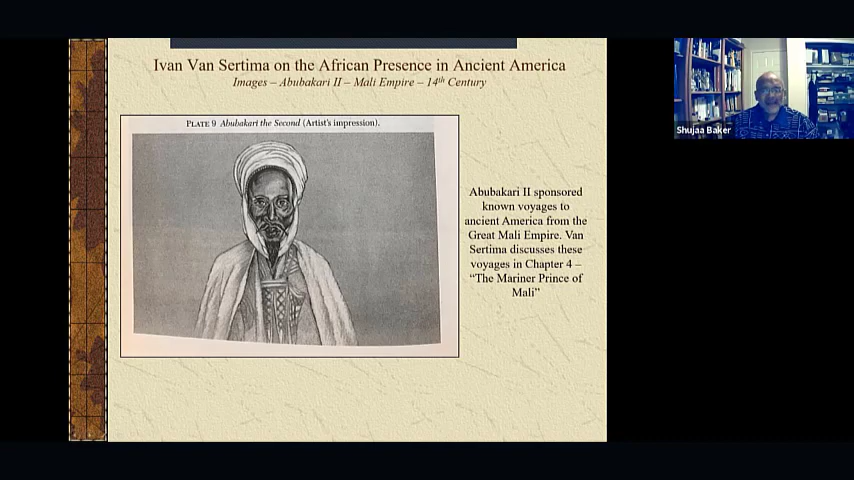 Ivan Van Sertima on the African Presence in Ancient America
Images – Abubakari II – Mali Empire – 14th Century
PLATE 9 Abubakari the Second (Artist's impression).
Abubakari II sponsored
known voyages to
ancient America from the
Great Mali Empire. Van
Sertima discusses these
voyages in Chapter 4 –
“The Mariner Prince of
Mali”
Shujaa Baker